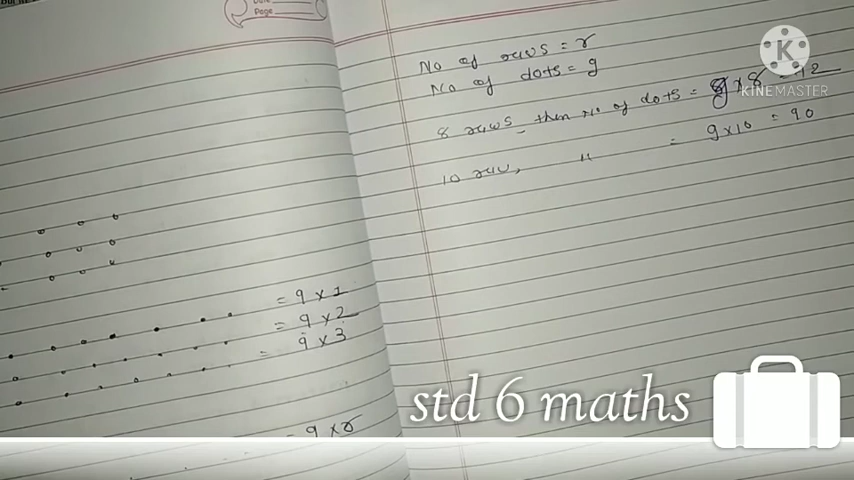 Page
= 9 × 1
= 9 × 2
= 9 × 3
= 9 × r
No of rows = r
No of dots = 9
8 rows then No of dots = 9 × 8 = 72
10 row, " = 9 × 10 = 90
K
KINEMASTER
std 6 maths